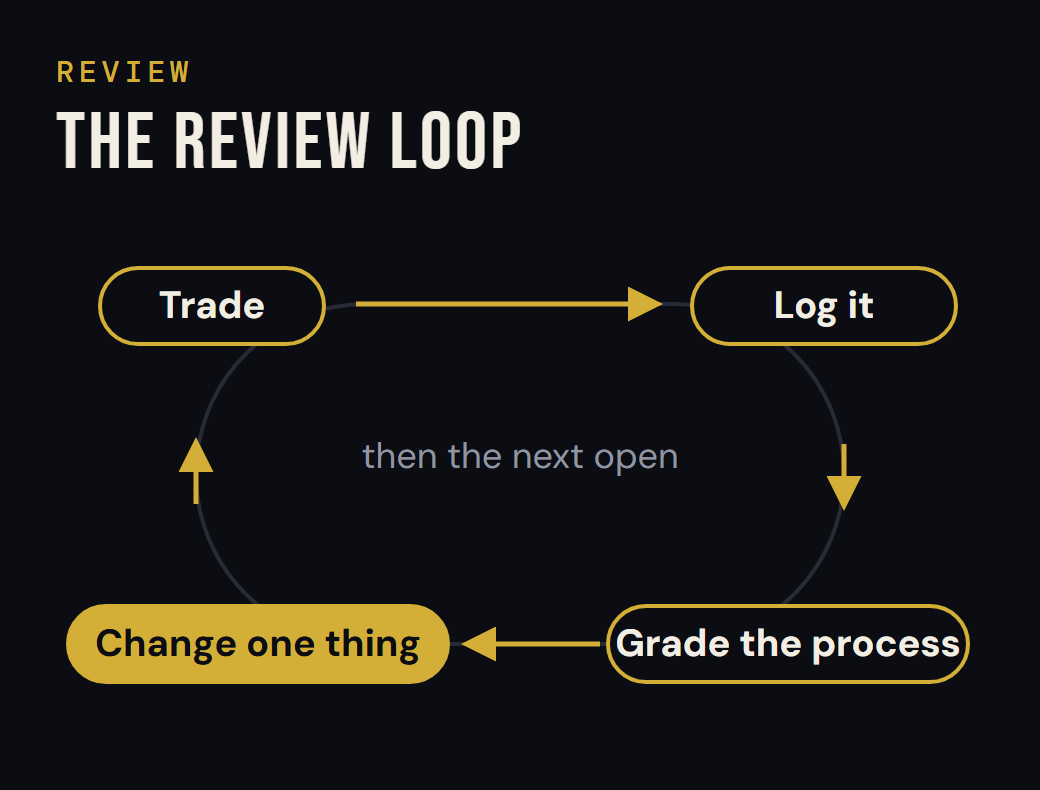 REVIEW
THE REVIEW LOOP
Trade
Log it
then the next open
Change one thing
Grade the process